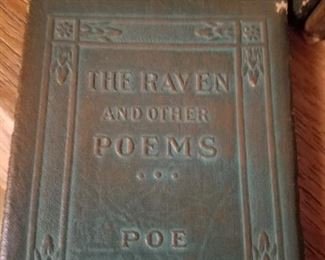 THE RAVEN
AND OTHER
POEMS
POE